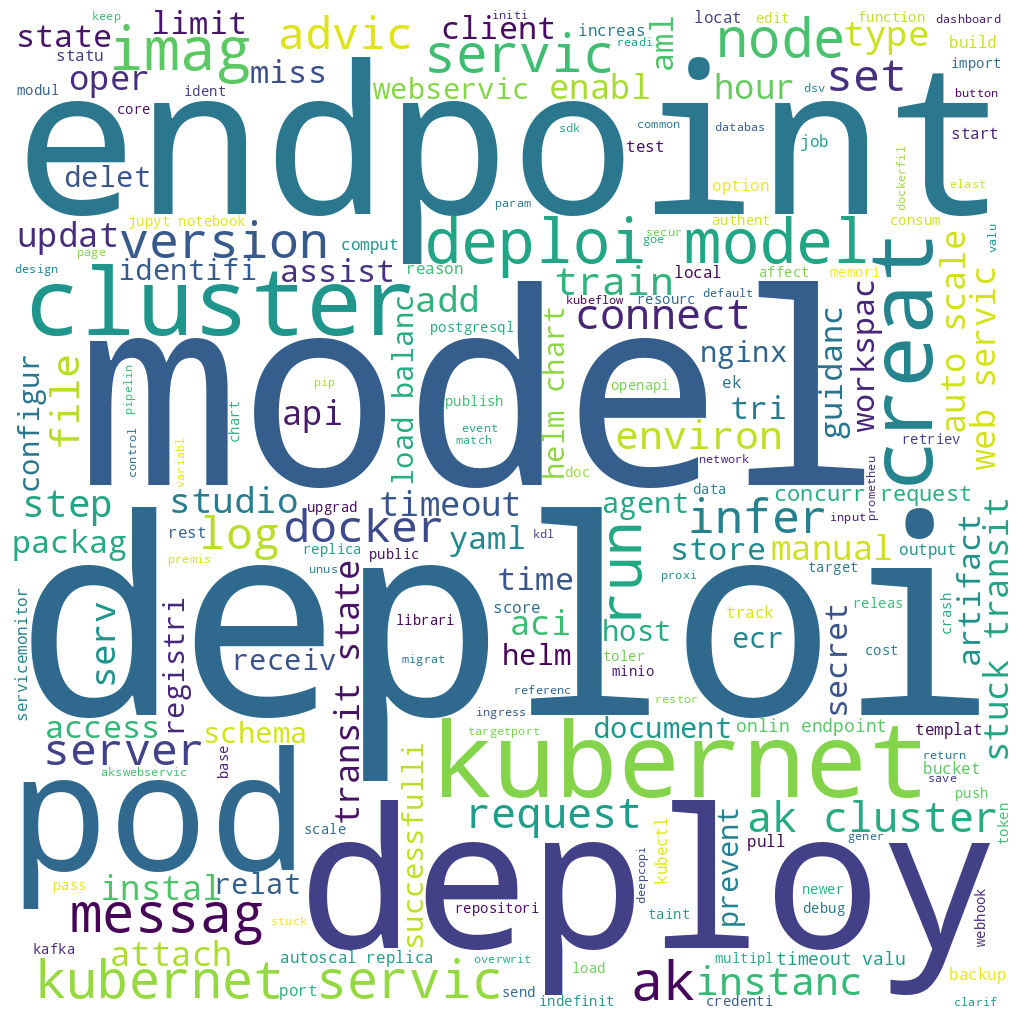 keep
limit
state
statu
imag
advic
client
initi
increas
readi
servic
aml
locat
edit
function
dashboard
node
type
build
import
oper
miss
modul
ident
core
webservic
enabl
hour
dsv
set
button
endpoint
sdk
common
databas
test
job
start
delet
option
dockerfil
elast
param
jupyt notebook
authent
consum
updat
version
comput
deploi model
secur
goe
page
design
identifi
assist
reason
train
local
affect
memori
valu
cluster
add
kubeflow
resourc
default
connect
creat
auto scale
web servic
workspac
guidanc
postgresql
load balanc
helm chart
nginx
configur
file
pipelin
control
model
pip
api
publish
openapi
ek
tri
event
match
environ
retriev
variabl
chart
doc
network
prometheu
step
studio
upgrad
timeout
agent
data
concurr request
input
packag
log
docker
rest
replica
public
yaml
kdl
run
infer
store
manual
output
premis
unus
time
proxi
target
artifact
stuck transit
servicemonitor
serv
registri
transit state
deploi
librari
score
aci
host
track
ecr
secret
releas
crash
cost
receiv
migrat
helm
toler
minio
referenc
restor
access
schema
ingress
document
onlin endpoint
templat
server
base
targetport
kubernet
return
akswebservic
save
bucket
push
pod
successfulli
request
ak cluster
token
scale
prevent
pull
gener
deploy
deepcopi
kubectl
pass
instal
relat
repositori
newer
debug
taint
messag
stuck
webhook
kafka
attach
autoscal replica
overwrit
load
multipl
timeout valu
backup
kubernet servic
port
send
indefinit
ak
instanc
credenti
clarif